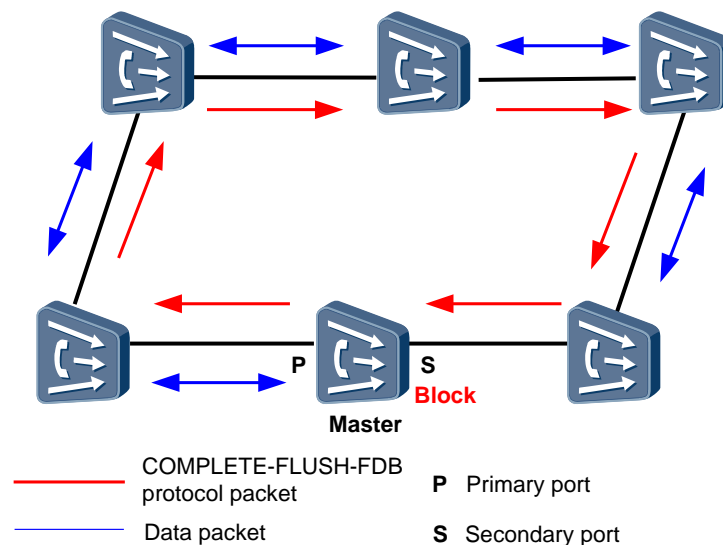 P
S
Block
Master
COMPLETE-FLUSH-FDB
protocol packet
P Primary port
Data packet
S Secondary port